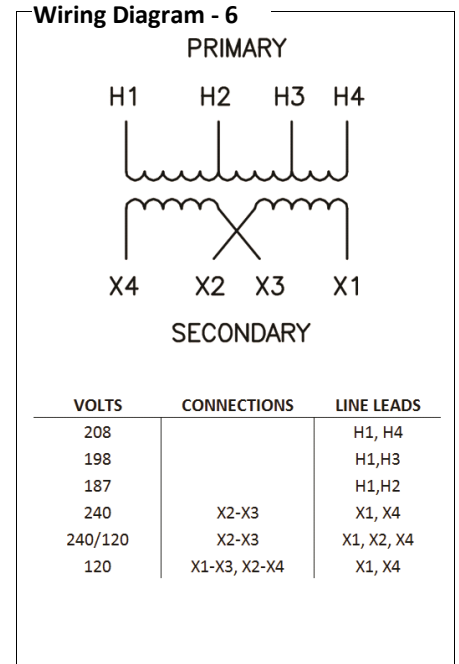 Wiring Diagram - 6
PRIMARY
H1 H2 H3 H4
X4 X2 X3 X1
SECONDARY
VOLTS CONNECTIONS LINE LEADS
208 H1, H4
198 H1,H3
187 H1,H2
240 X2-X3 X1, X4
240/120 X2-X3 X1, X2, X4
120 X1-X3, X2-X4 X1, X4